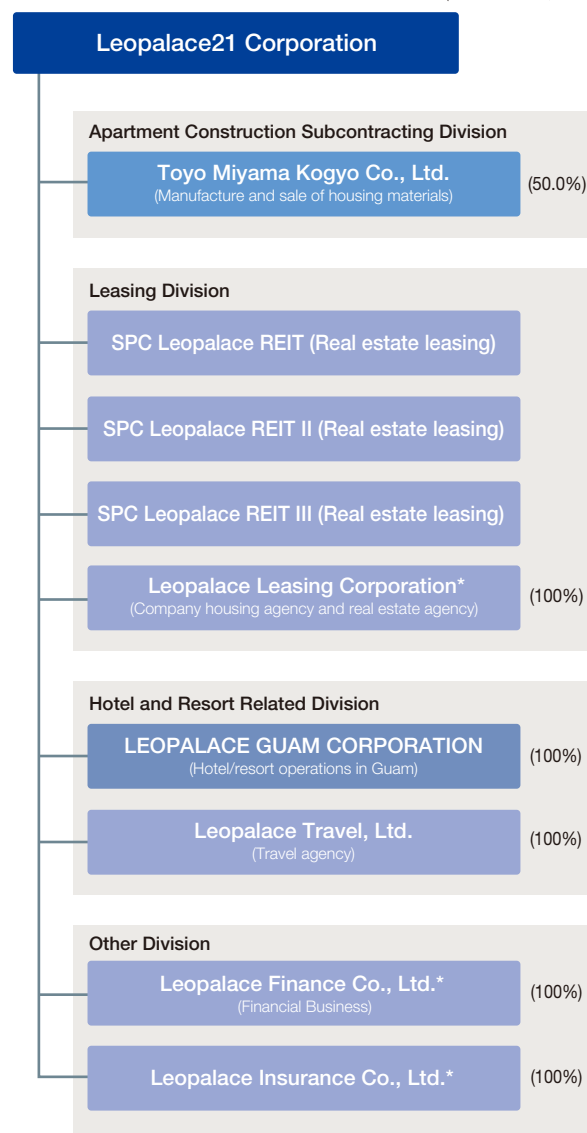 Leopalace21 Corporation
Apartment Construction Subcontracting Division
Toyo Miyama Kogyo Co., Ltd.
(Manufacture and sale of housing materials)
(50.0%)
Leasing Division
SPC Leopalace REIT (Real estate leasing)
SPC Leopalace REIT II (Real estate leasing)
SPC Leopalace REIT III (Real estate leasing)
Leopalace Leasing Corporation*
(Company housing agency and real estate agency)
(100%)
Hotel and Resort Related Division
LEOPALACE GUAM CORPORATION
(Hotel/resort operations in Guam)
(100%)
Leopalace Travel, Ltd.
(Travel agency)
(100%)
Other Division
Leopalace Finance Co., Ltd.*
(Financial Business)
(100%)
Leopalace Insurance Co., Ltd.*
(100%)